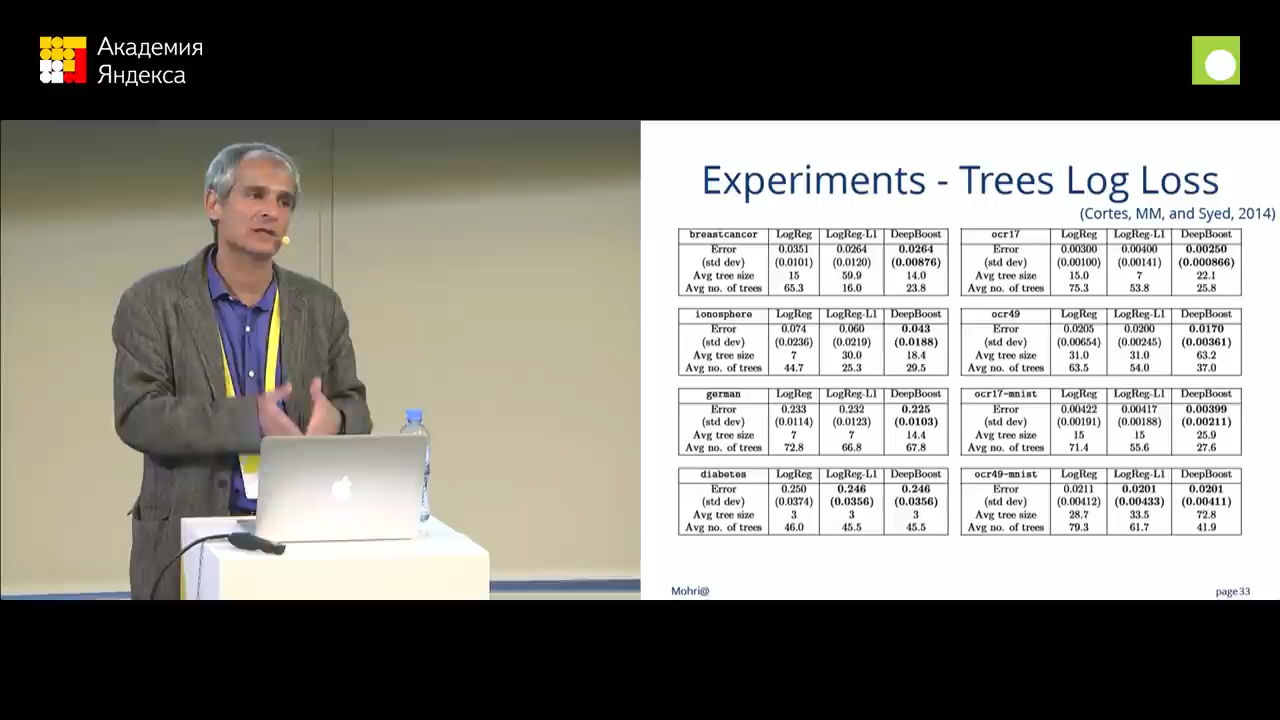 Академия
Яндекса
Experiments - Trees Log Loss
(Cortes, MM, and Syed, 2014)
breastcancer LogReg LogReg-L1 DeepBoost
Error 0.0351 0.0264 0.0264
(std dev) (0.0101) (0.0120) (0.00876)
Avg tree size 15 59.9 14.0
Avg no. of trees 65.3 16.0 23.8
ionosphere LogReg LogReg-L1 DeepBoost
Error 0.074 0.060 0.043
(std dev) (0.0236) (0.0219) (0.0188)
Avg tree size 7 30.0 18.4
Avg no. of trees 44.7 25.3 29.5
german LogReg LogReg-L1 DeepBoost
Error 0.233 0.232 0.225
(std dev) (0.0114) (0.0123) (0.0103)
Avg tree size 7 7 14.4
Avg no. of trees 72.8 66.8 67.8
diabetes LogReg LogReg-L1 DeepBoost
Error 0.250 0.246 0.246
(std dev) (0.0374) (0.0356) (0.0356)
Avg tree size 3 3 3
Avg no. of trees 46.0 45.5 45.5
ocr17 LogReg LogReg-L1 DeepBoost
Error 0.00300 0.00400 0.00250
(std dev) (0.00100) (0.00141) (0.000866)
Avg tree size 15.0 7 22.1
Avg no. of trees 75.3 53.8 25.8
ocr49 LogReg LogReg-L1 DeepBoost
Error 0.0205 0.0200 0.0170
(std dev) (0.00654) (0.00245) (0.00361)
Avg tree size 31.0 31.0 63.2
Avg no. of trees 63.5 54.0 37.0
ocr17-mnist LogReg LogReg-L1 DeepBoost
Error 0.00422 0.00417 0.00399
(std dev) (0.00191) (0.00188) (0.00211)
Avg tree size 15 15 25.9
Avg no. of trees 71.4 55.6 27.6
ocr49-mnist LogReg LogReg-L1 DeepBoost
Error 0.0211 0.0201 0.0201
(std dev) (0.00412) (0.00433) (0.00411)
Avg tree size 28.7 33.5 72.8
Avg no. of trees 79.3 61.7 41.9
Mohri@
page 33